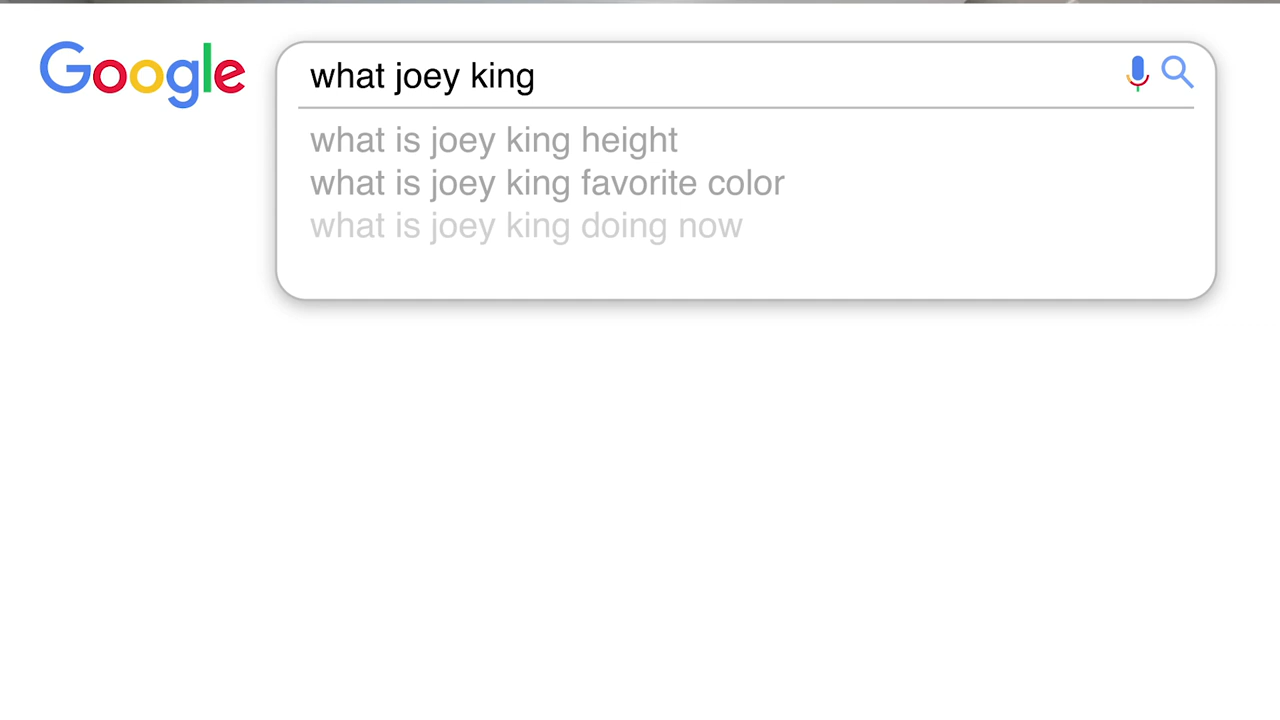 Google
what joey king
what is joey king height
what is joey king favorite color
what is joey king doing now